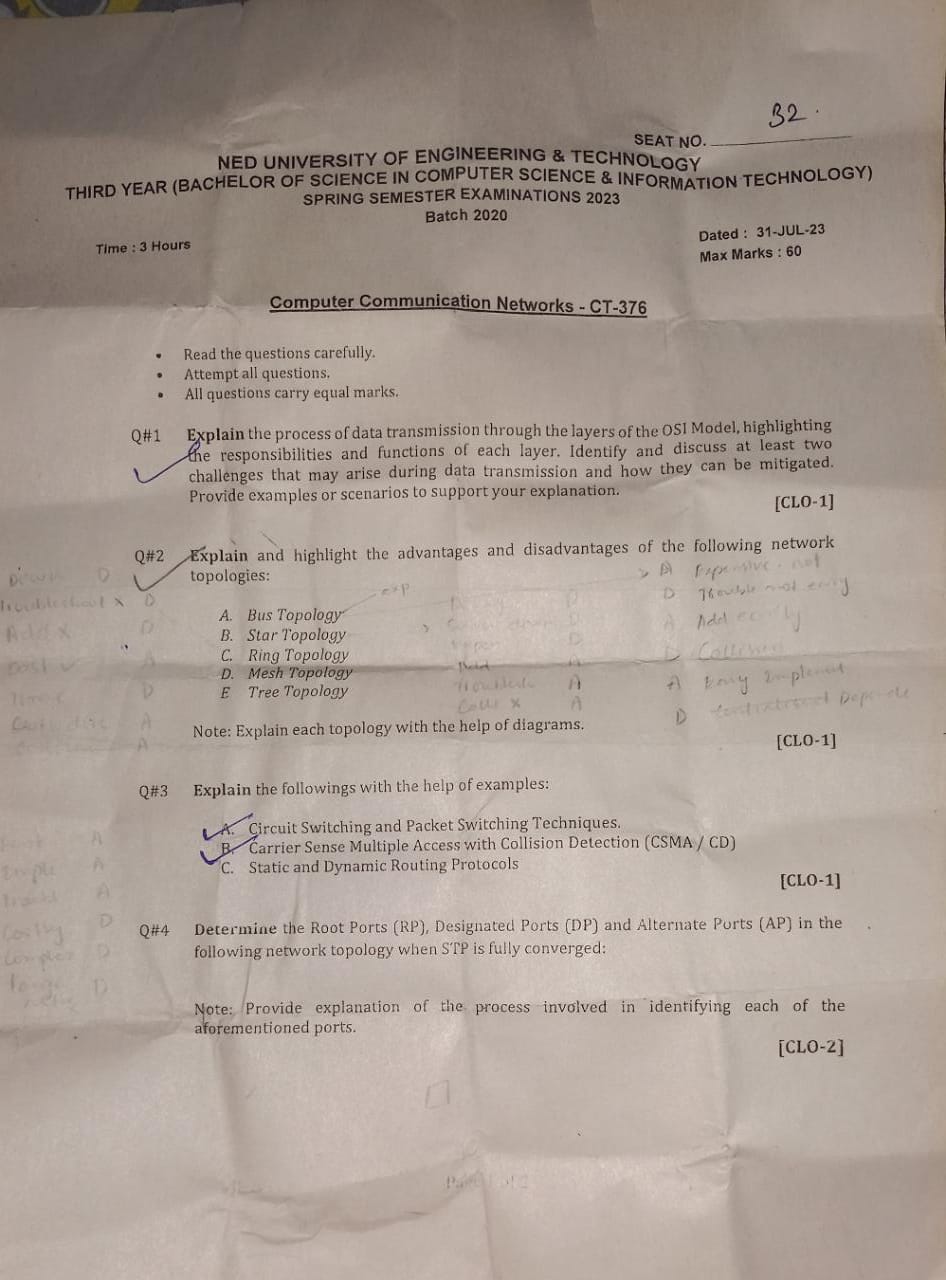 32.
SEAT NO.
NED UNIVERSITY OF ENGINEERING & TECHNOLOGY
THIRD YEAR (BACHELOR OF SCIENCE IN COMPUTER SCIENCE & INFORMATION TECHNOLOGY)
SPRING SEMESTER EXAMINATIONS 2023
Batch 2020
Time : 3 Hours
Dated : 31-JUL-23
Max Marks : 60
Computer Communication Networks - CT-376
• Read the questions carefully.
• Attempt all questions.
• All questions carry equal marks.
Q#1 Explain the process of data transmission through the layers of the OSI Model, highlighting
the responsibilities and functions of each layer. Identify and discuss at least two
challenges that may arise during data transmission and how they can be mitigated.
Provide examples or scenarios to support your explanation.
[CLO-1]
Q#2 Explain and highlight the advantages and disadvantages of the following network
topologies:
A. Bus Topology
B. Star Topology
C. Ring Topology
D. Mesh Topology
E Tree Topology
Note: Explain each topology with the help of diagrams.
[CLO-1]
Q#3 Explain the followings with the help of examples:
A. Circuit Switching and Packet Switching Techniques.
B. Carrier Sense Multiple Access with Collision Detection (CSMA / CD)
C. Static and Dynamic Routing Protocols
[CLO-1]
Q#4 Determine the Root Ports (RP), Designated Ports (DP) and Alternate Ports (AP) in the
following network topology when STP is fully converged:
Note: Provide explanation of the process involved in identifying each of the
aforementioned ports.
[CLO-2]